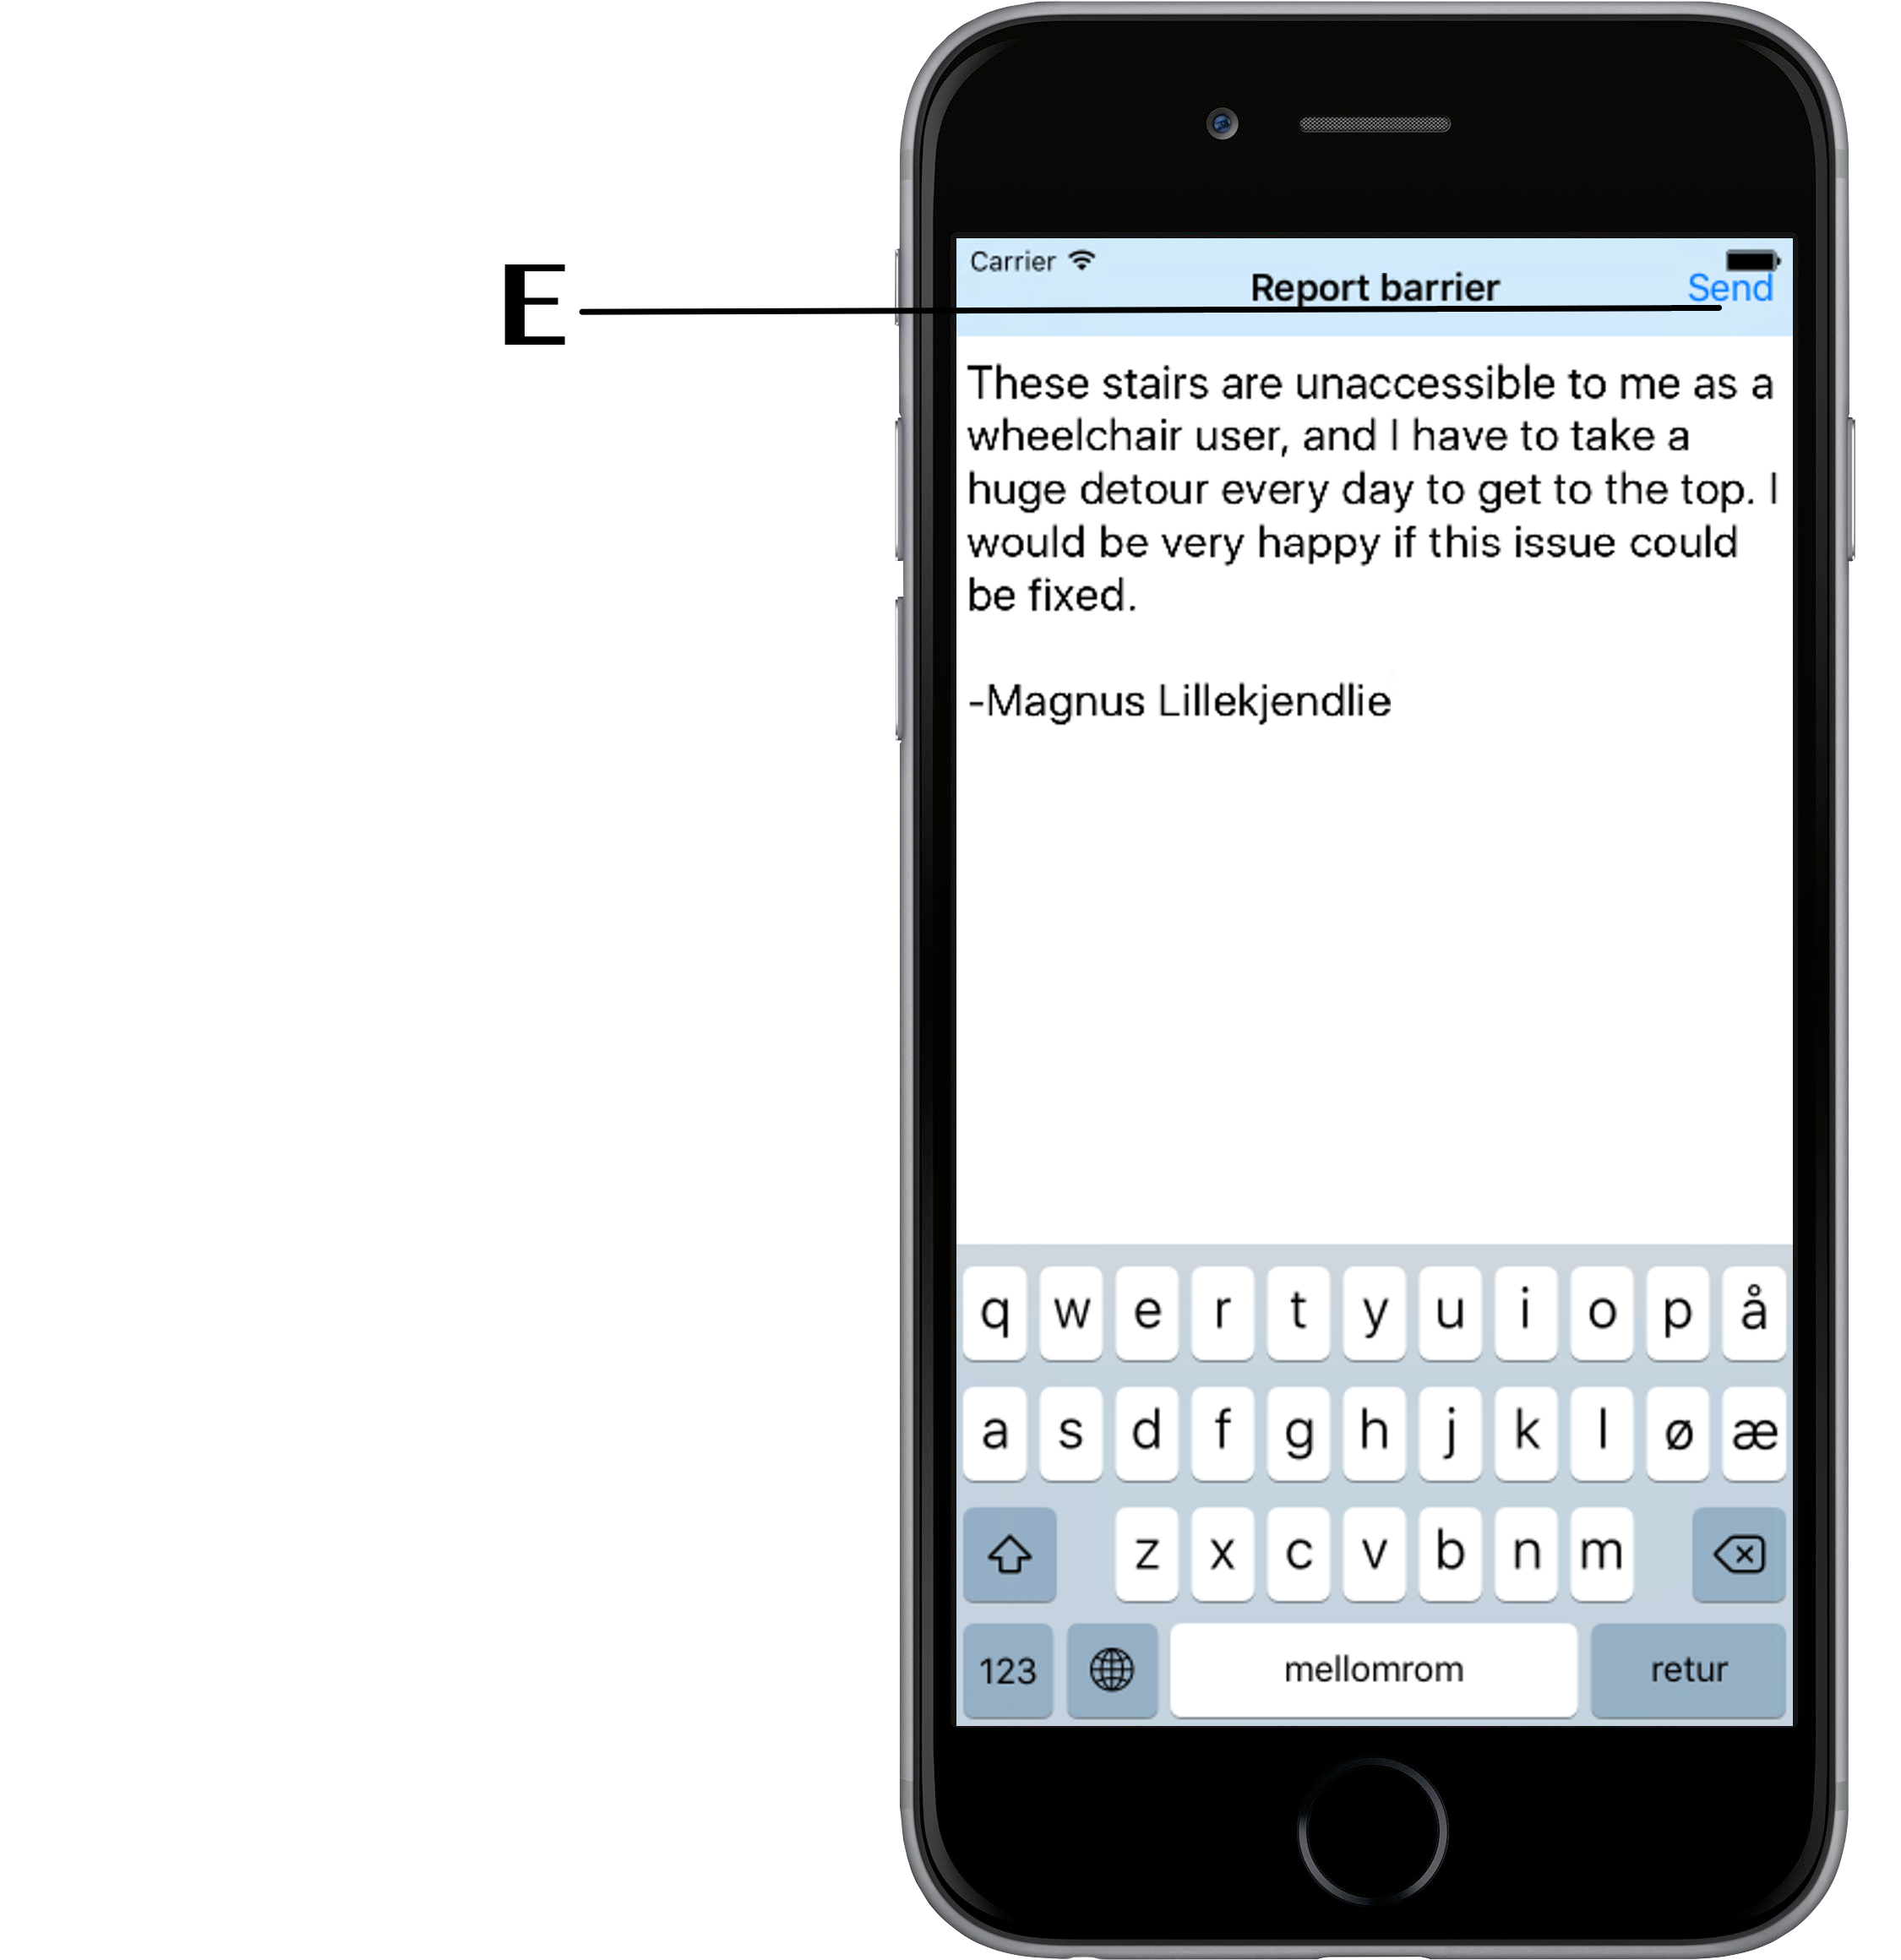 E
Carrier
Report barrier
Send
These stairs are unaccessible to me as a
wheelchair user, and I have to take a
huge detour every day to get to the top. I
would be very happy if this issue could
be fixed.
-Magnus Lillekjendlie
q w e r t y u i o p å
a s d f g h j k l ø æ
z x c v b n m
123 mellomrom retur